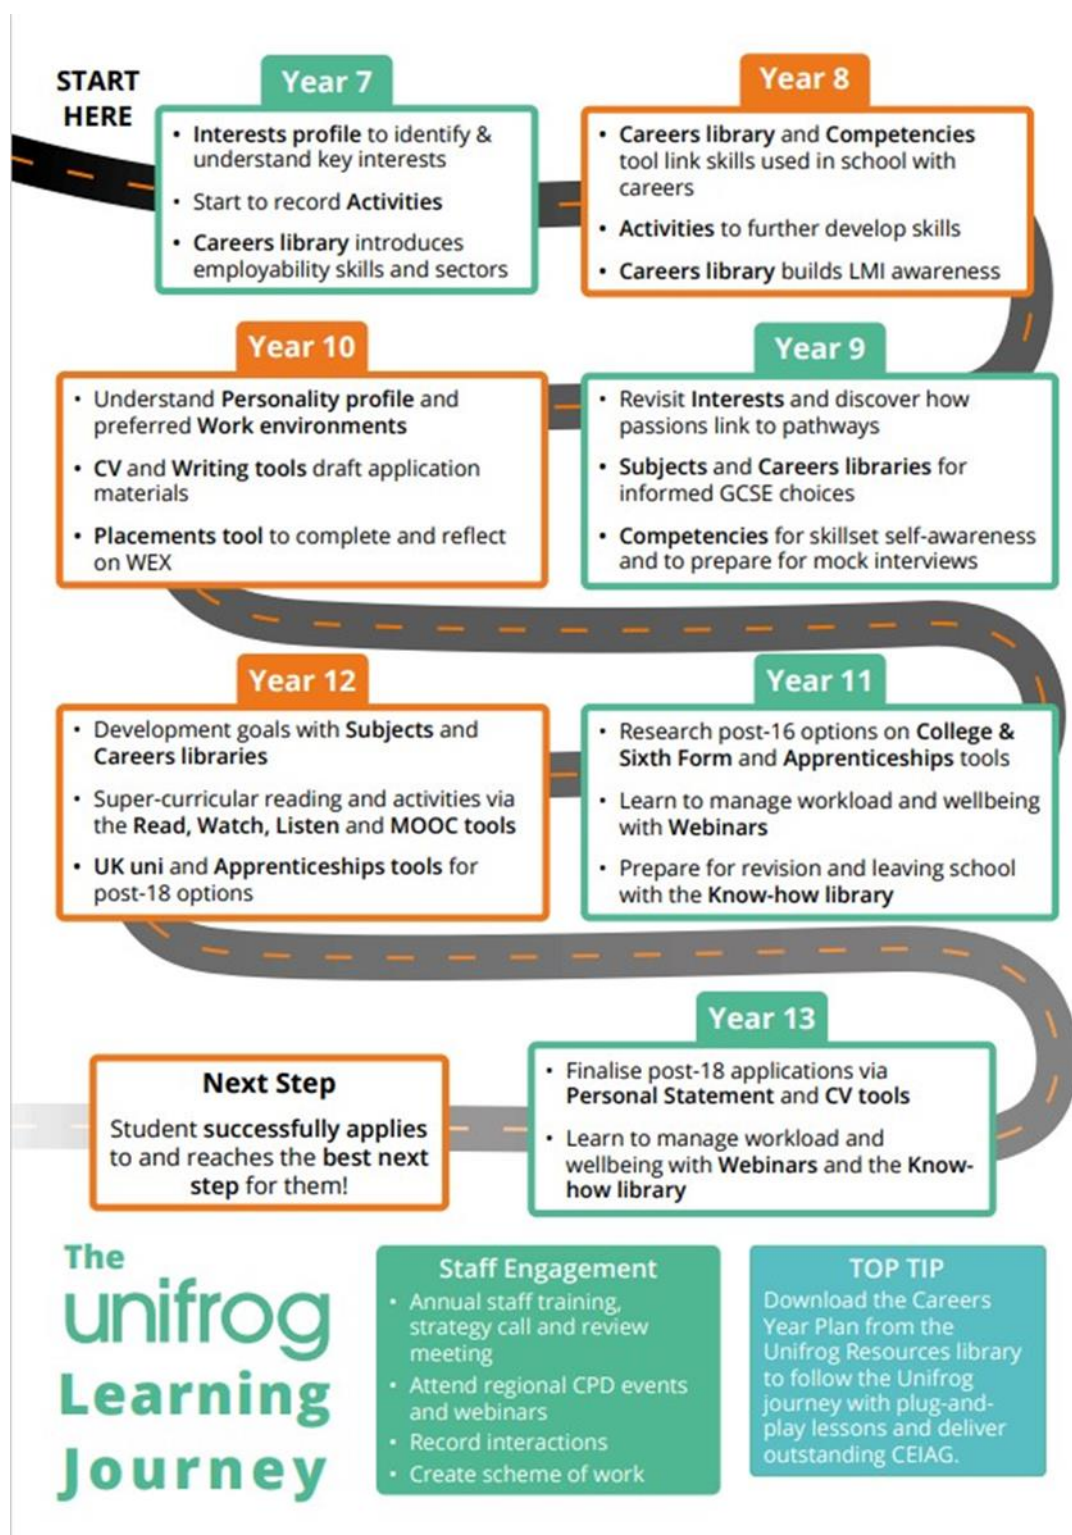 START
HERE
Year 7
• Interests profile to identify &
understand key interests
• Start to record Activities
• Careers library introduces
employability skills and sectors
Year 8
• Careers library and Competencies
tool link skills used in school with
careers
• Activities to further develop skills
• Careers library builds LMI awareness
Year 9
• Revisit Interests and discover how
passions link to pathways
• Subjects and Careers libraries for
informed GCSE choices
• Competencies for skillset self-awareness
and to prepare for mock interviews
Year 10
• Understand Personality profile and
preferred Work environments
• CV and Writing tools draft application
materials
• Placements tool to complete and reflect
on WEX
Year 11
• Research post-16 options on College &
Sixth Form and Apprenticeships tools
• Learn to manage workload and wellbeing
with Webinars
• Prepare for revision and leaving school
with the Know-how library
Year 12
• Development goals with Subjects and
Careers libraries
• Super-curricular reading and activities via
the Read, Watch, Listen and MOOC tools
• UK uni and Apprenticeships tools for
post-18 options
Year 13
• Finalise post-18 applications via
Personal Statement and CV tools
• Learn to manage workload and
wellbeing with Webinars and the Know-
how library
Next Step
Student successfully applies
to and reaches the best next
step for them!
The
unifrog
Learning
Journey
Staff Engagement
• Annual staff training,
strategy call and review
meeting
• Attend regional CPD events
and webinars
• Record interactions
• Create scheme of work
TOP TIP
Download the Careers
Year Plan from the
Unifrog Resources library
to follow the Unifrog
journey with plug-and-
play lessons and deliver
outstanding CEIAG.